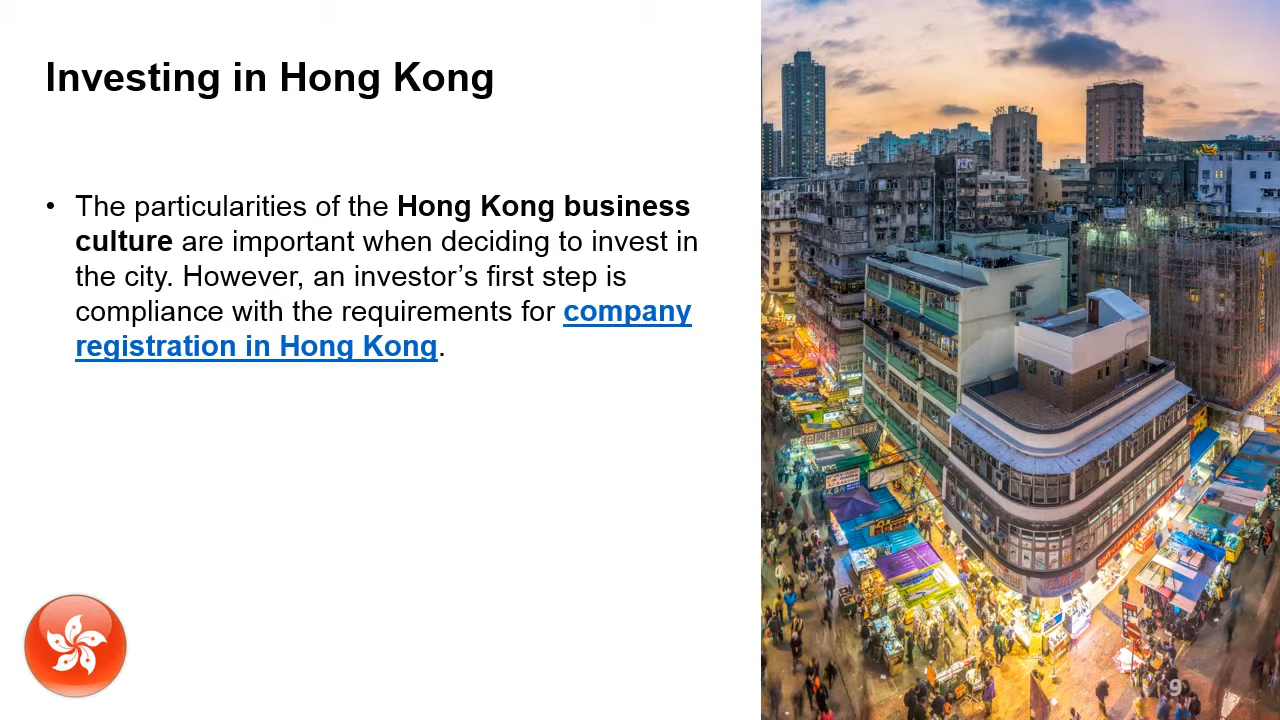 Investing in Hong Kong
• The particularities of the Hong Kong business
culture are important when deciding to invest in
the city. However, an investor’s first step is
compliance with the requirements for company
registration in Hong Kong.
9